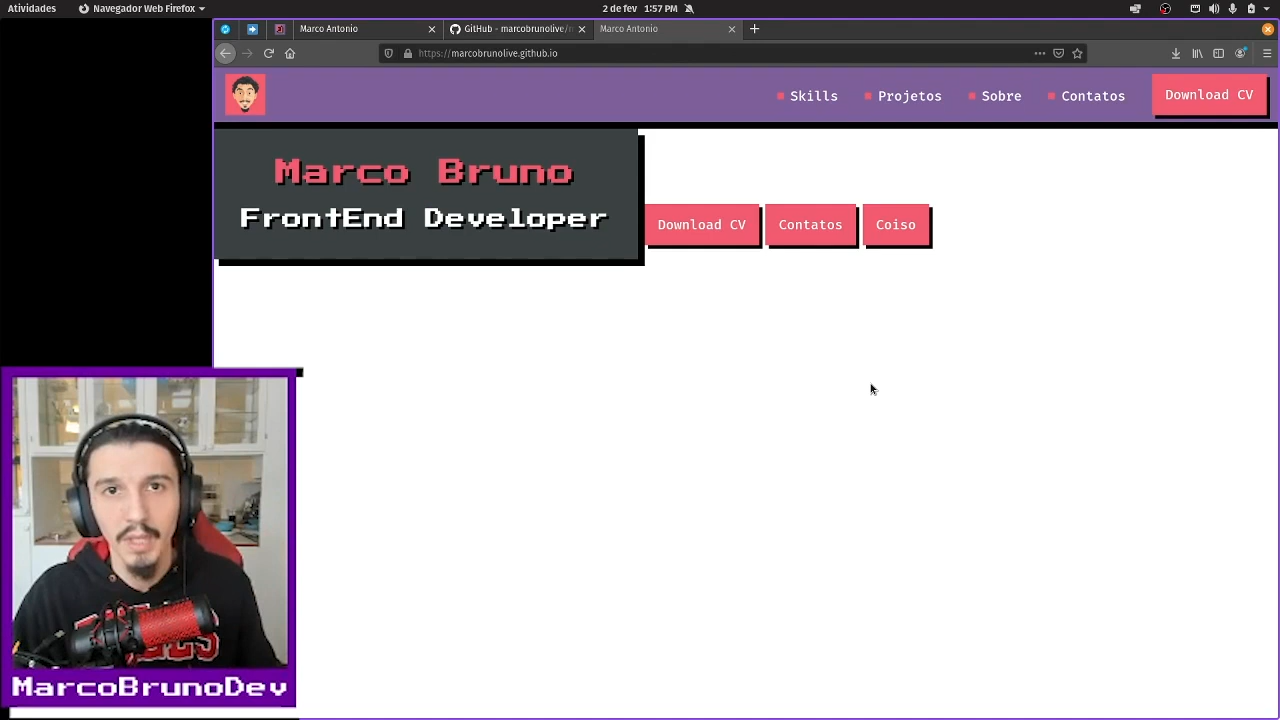 Atividades
Navegador Web Firefox
2 de fev 1:57 PM
Marco Antonio
GitHub - marcobrunolive/
Marco Antonio
https://marcobrunolive.github.io
Skills
Projetos
Sobre
Contatos
Download CV
Marco Bruno
FrontEnd Developer
Download CV
Contatos
Coiso
MarcoBrunoDev